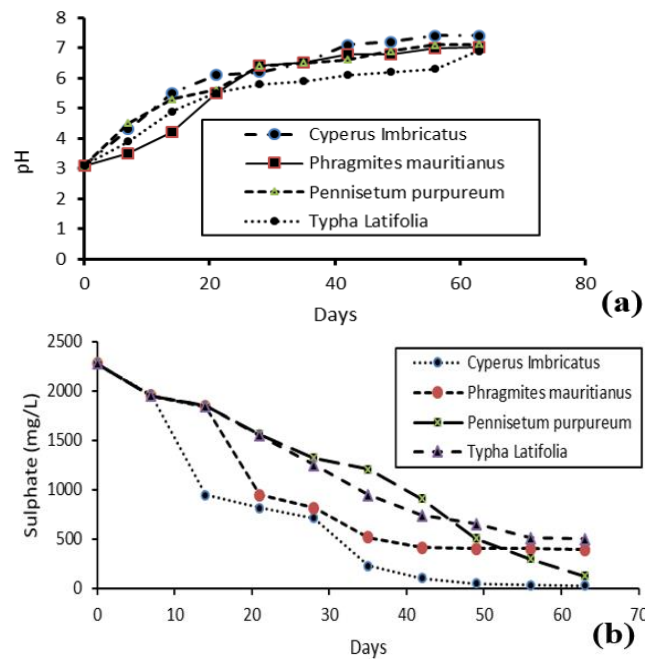 8
7
6
5
4
3
2
1
0
pH
Cyperus Imbricatus
Phragmites mauritianus
Pennisetum purpureum
Typha Latifolia
0 20 40 60 80
Days
(a)
2500
2000
1500
1000
500
0
Sulphate (mg/L)
Cyperus Imbricatus
Phragmites mauritianus
Pennisetum purpureum
Typha Latifolia
0 10 20 30 40 50 60 70
Days
(b)